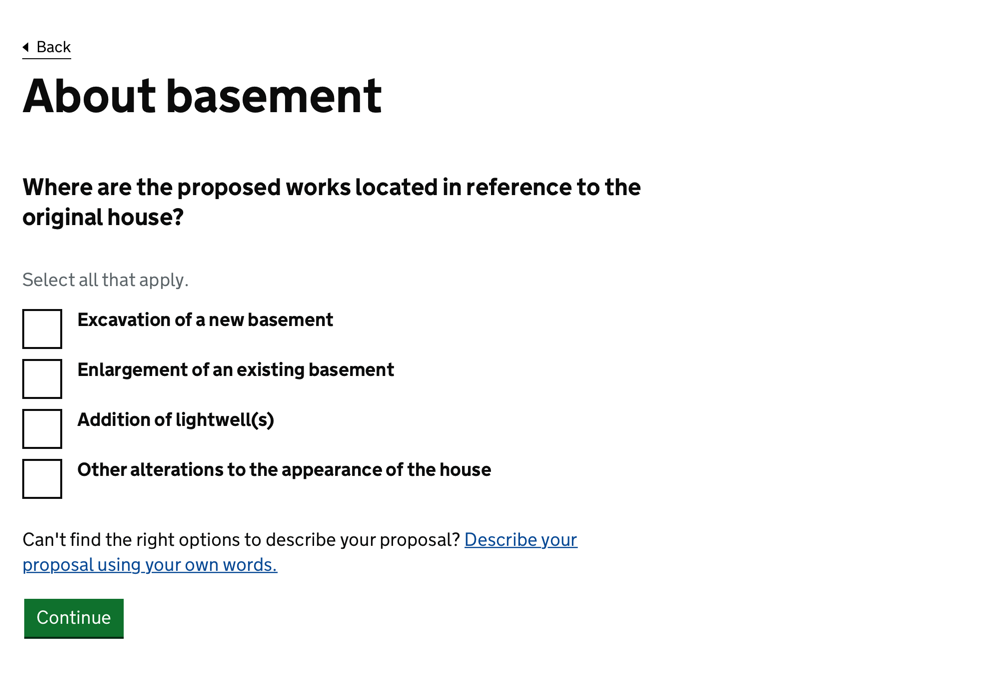 Back
About basement
Where are the proposed works located in reference to the
original house?
Select all that apply.
Excavation of a new basement
Enlargement of an existing basement
Addition of lightwell(s)
Other alterations to the appearance of the house
Can't find the right options to describe your proposal? Describe your
proposal using your own words.
Continue